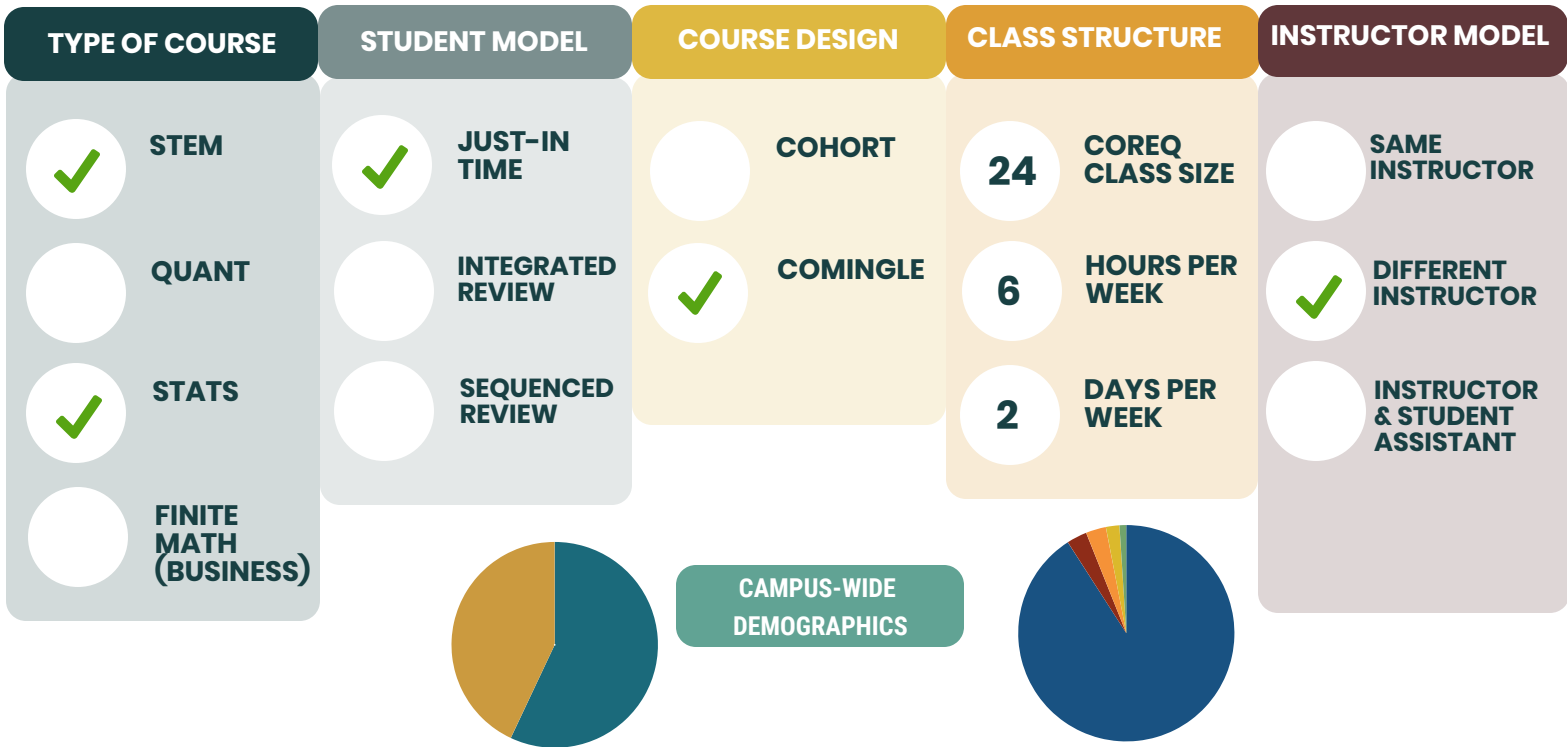 TYPE OF COURSE
STEM
QUANT
STATS
FINITE
MATH
(BUSINESS)
STUDENT MODEL
JUST-IN
TIME
INTEGRATED
REVIEW
SEQUENCED
REVIEW
COURSE DESIGN
COHORT
COMINGLE
CLASS STRUCTURE
24
COREQ
CLASS SIZE
6
HOURS PER
WEEK
2
DAYS PER
WEEK
INSTRUCTOR MODEL
SAME
INSTRUCTOR
DIFFERENT
INSTRUCTOR
INSTRUCTOR
& STUDENT
ASSISTANT
CAMPUS-WIDE
DEMOGRAPHICS